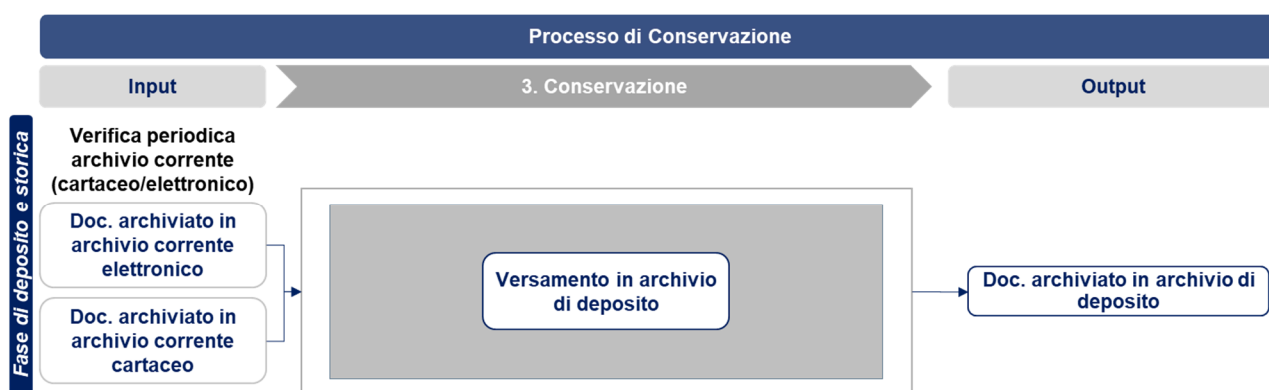 Processo di Conservazione
Input
3. Conservazione
Output
Fase di deposito e storica
Verifica periodica
archivio corrente
(cartaceo/elettronico)
Doc. archiviato in
archivio corrente
elettronico
Doc. archiviato in
archivio corrente
cartaceo
Versamento in archivio
di deposito
Doc. archiviato in archivio di
deposito